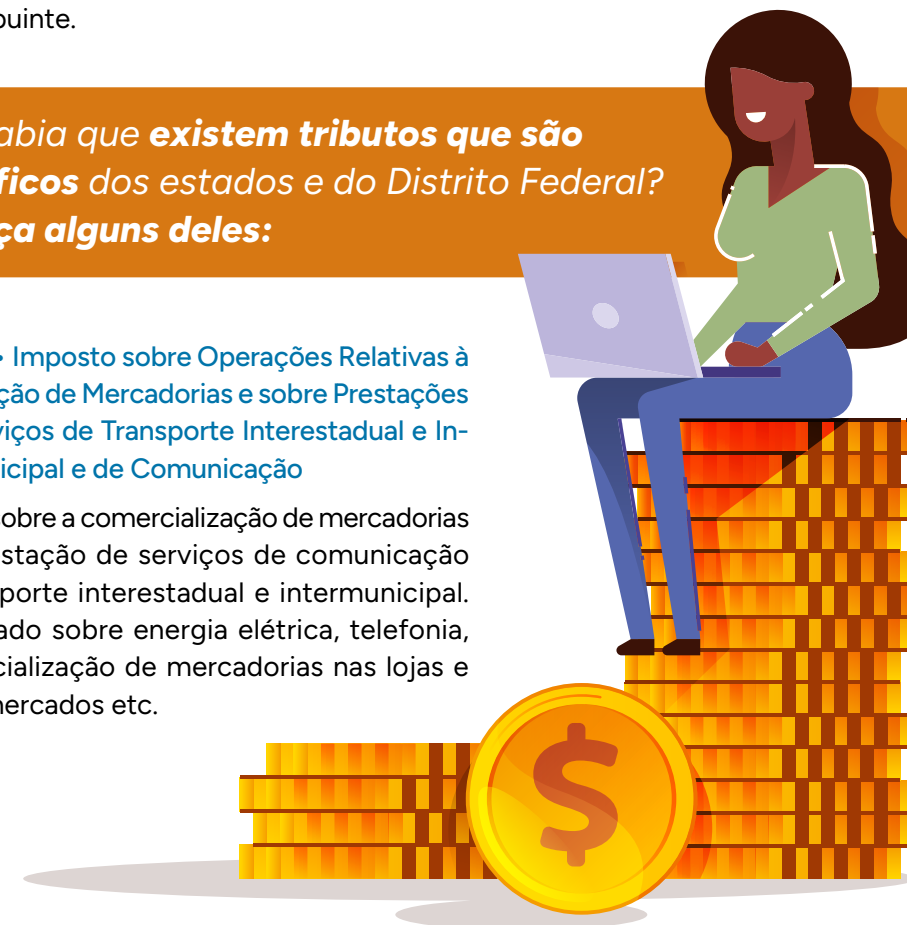 buinte.
abia que existem tributos que são
ficos dos estados e do Distrito Federal?
ça alguns deles:
• Imposto sobre Operações Relativas à
ção de Mercadorias e sobre Prestações
viços de Transporte Interestadual e In-
icipal e de Comunicação
sobre a comercialização de mercadorias
stação de serviços de comunicação
porte interestadual e intermunicipal.
ado sobre energia elétrica, telefonia,
cialização de mercadorias nas lojas e
mercados etc.
$